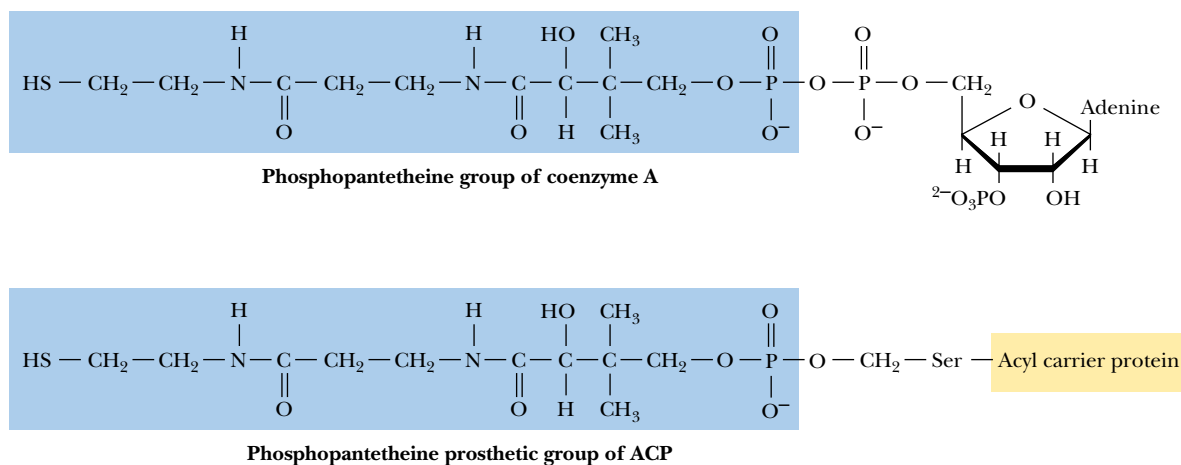 H H HO CH₃ O O
HS—CH₂—CH₂—N—C—CH₂—CH₂—N—C—C—C—CH₂—O—P—O—P—O—CH₂
O O H CH₃ O⁻ O⁻
O Adenine
H H H H
²⁻O₃PO OH
Phosphopantetheine group of coenzyme A
H H HO CH₃ O
HS—CH₂—CH₂—N—C—CH₂—CH₂—N—C—C—C—CH₂—O—P—O—CH₂—Ser—Acyl carrier protein
O O H CH₃ O⁻
Phosphopantetheine prosthetic group of ACP